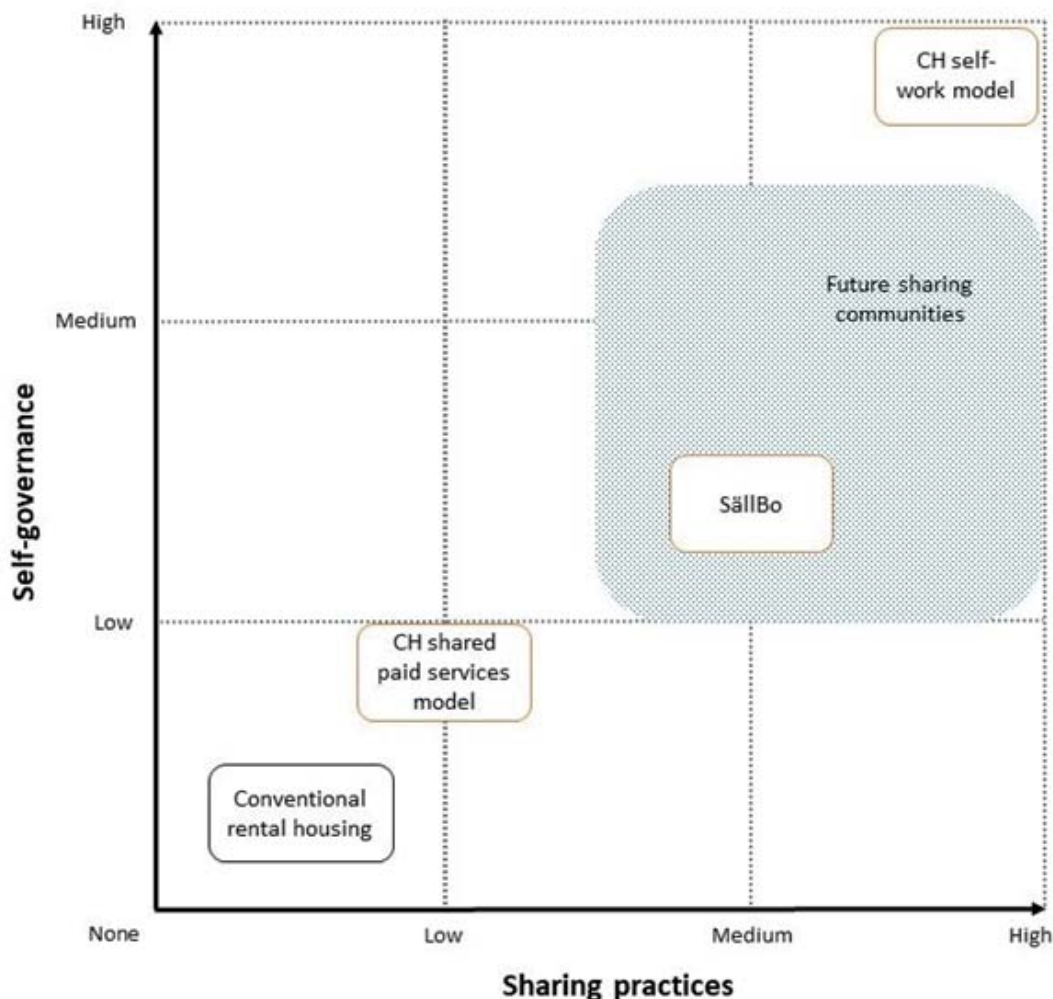 High
CH self-
work model
Future sharing
communities
Medium
Self-governance
SällBo
Low
CH shared
paid services
model
Conventional
rental housing
None
Low
Medium
High
Sharing practices